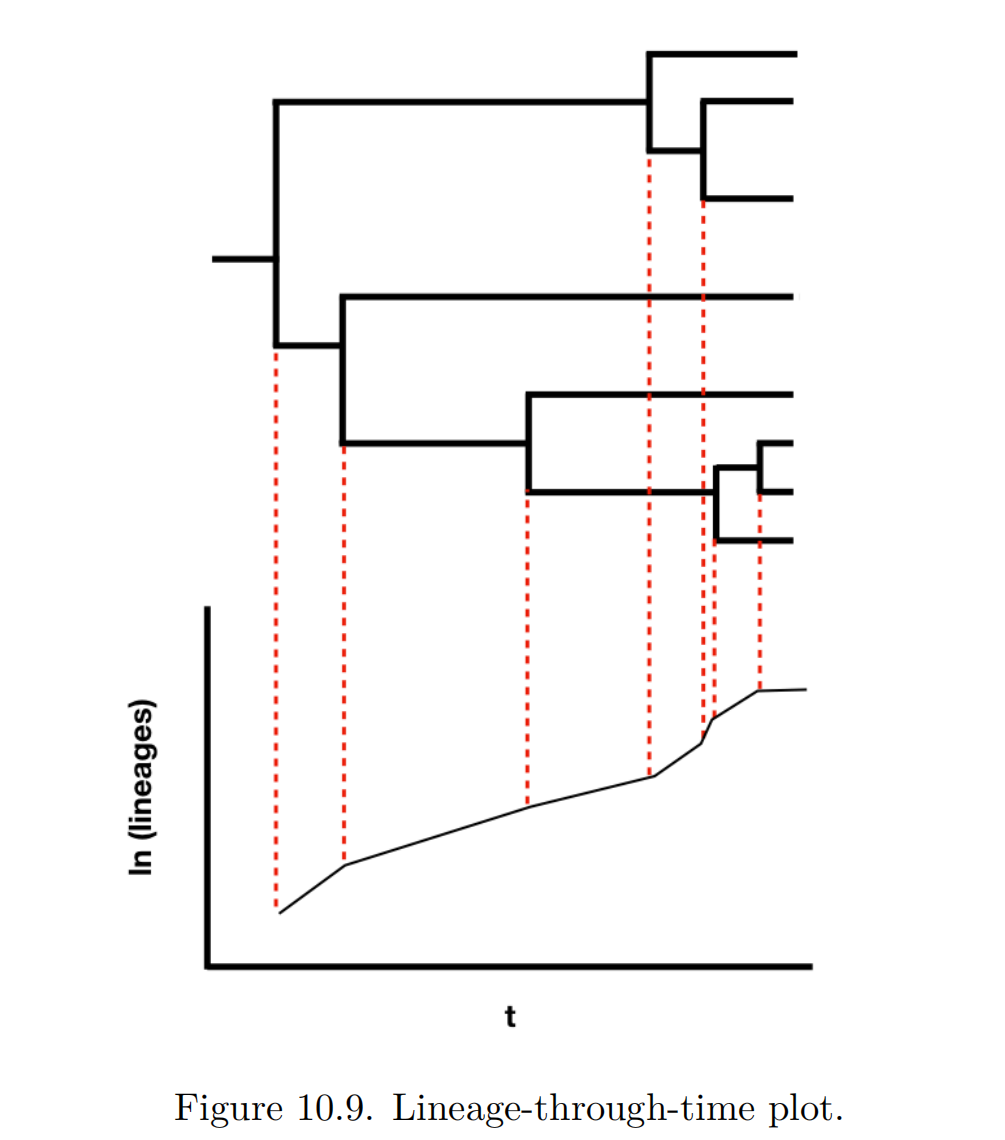 ln (lineages)
t
Figure 10.9. Lineage-through-time plot.